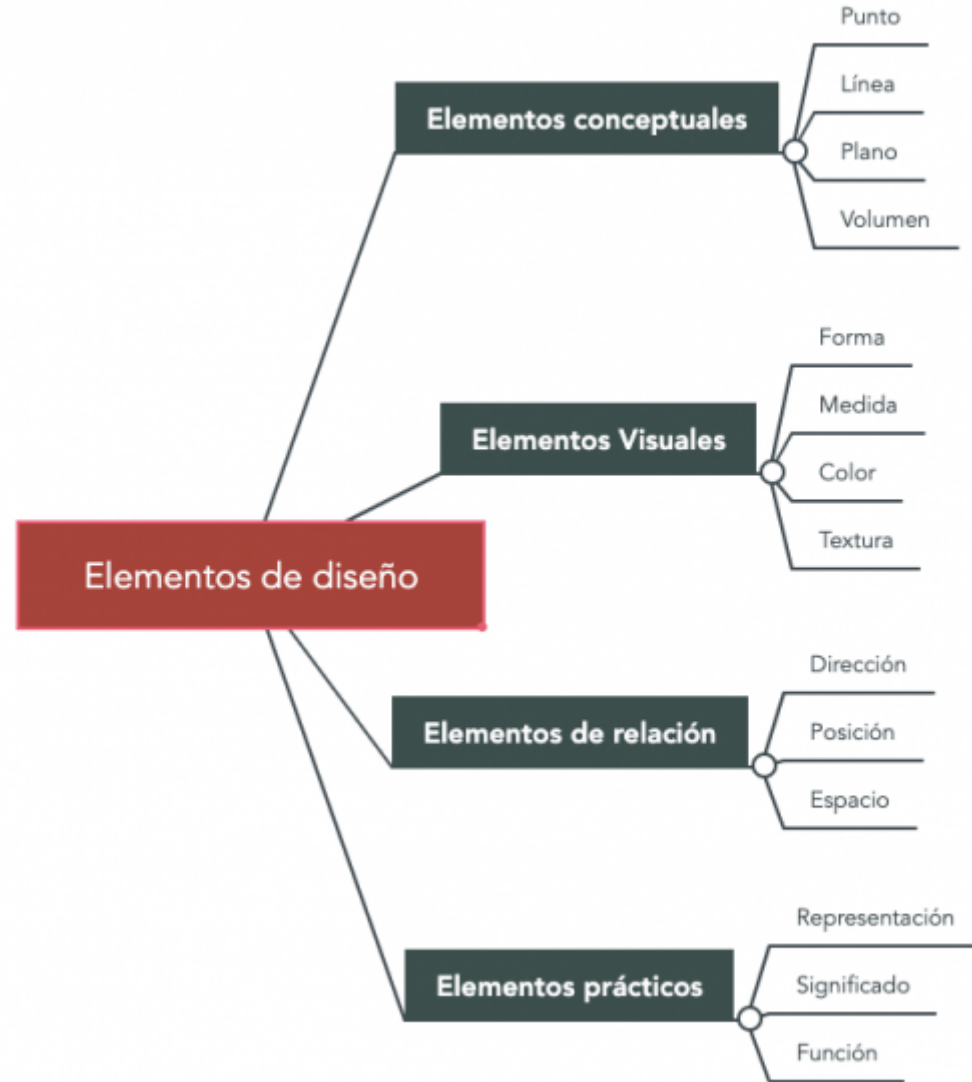 Elementos de diseño
Elementos conceptuales
Punto
Línea
Plano
Volumen
Elementos Visuales
Forma
Medida
Color
Textura
Elementos de relación
Dirección
Posición
Espacio
Elementos prácticos
Representación
Significado
Función